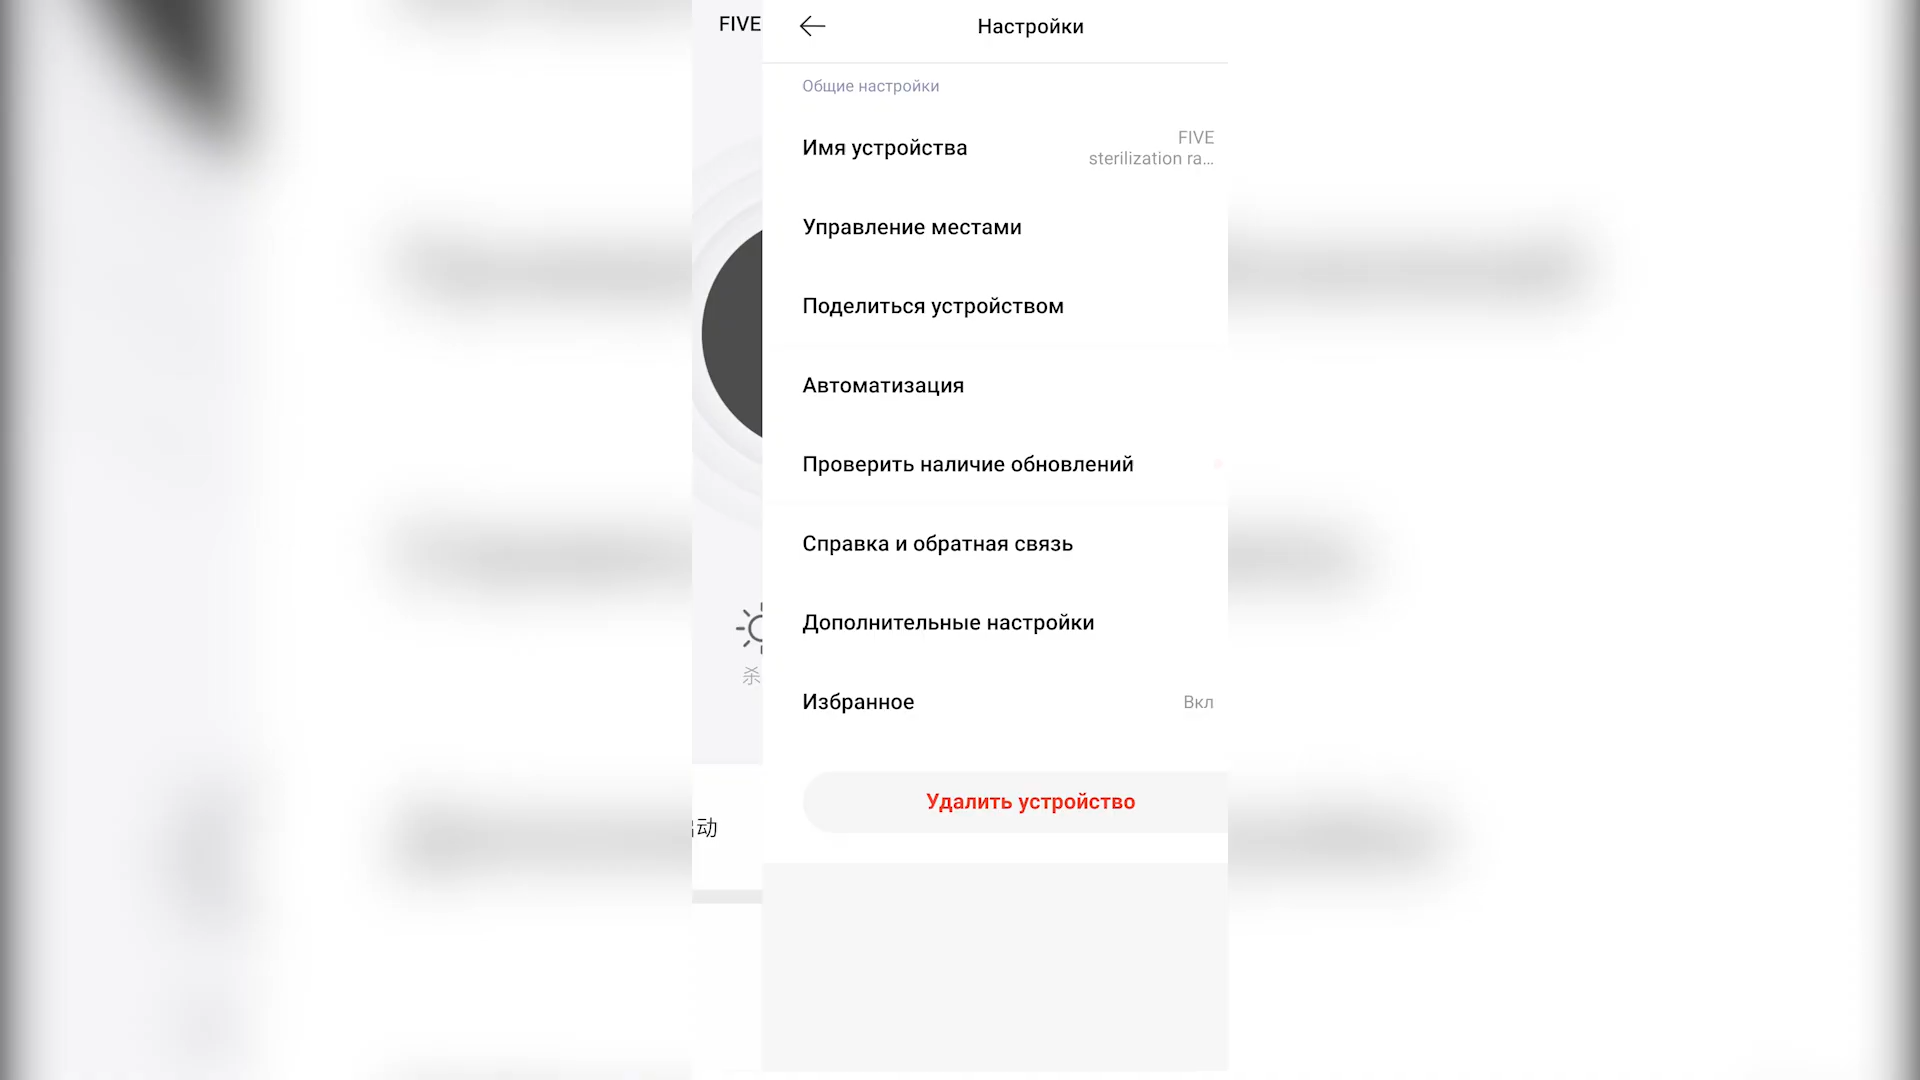 FIVE
Настройки
Общие настройки
Имя устройства
FIVE
sterilization ra...
Управление местами
Поделиться устройством
Автоматизация
Проверить наличие обновлений
Справка и обратная связь
杀
Дополнительные настройки
Избранное
Вкл
Удалить устройство
动